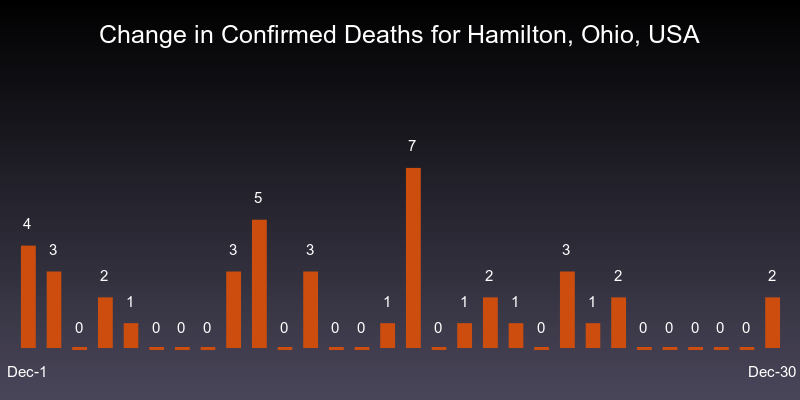 Change in Confirmed Deaths for Hamilton, Ohio, USA
7
5
4
3 3 3 3
2 2 2 2
1 1 1 1 1
0 0 0 0 0 0 0 0 0 0 0 0 0 0
Dec-1 Dec-30